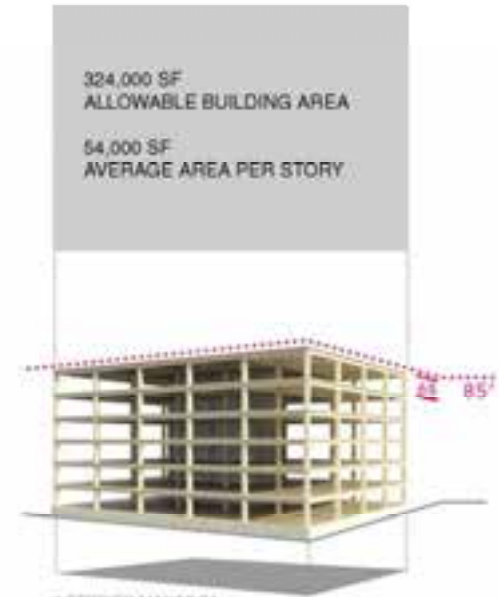 324,000 SF
ALLOWABLE BUILDING AREA
54,000 SF
AVERAGE AREA PER STORY
85'